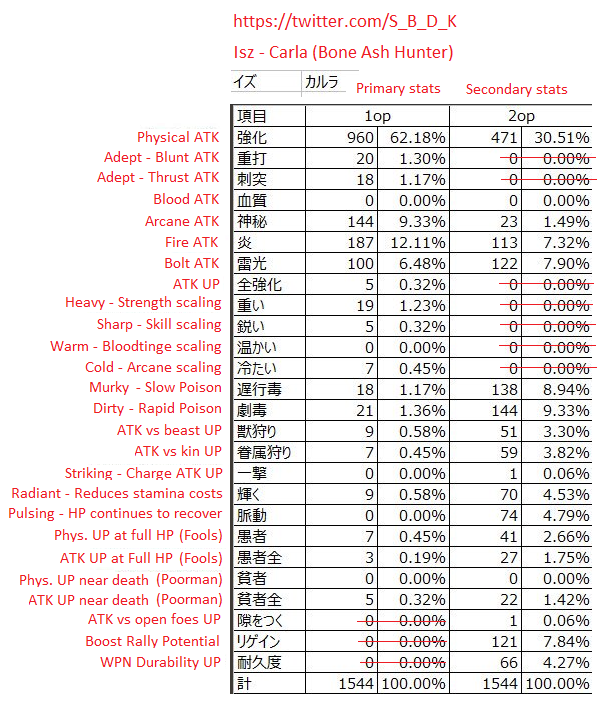 https://twitter.com/S_B_D_K
Isz - Carla (Bone Ash Hunter)
イズ カルラ Primary stats Secondary stats
項目 1op 2op
Physical ATK 強化 960 62.18% 471 30.51%
Adept - Blunt ATK 重打 20 1.30% 0 0.00%
Adept - Thrust ATK 刺突 18 1.17% 0 0.00%
Blood ATK 血質 0 0.00% 0 0.00%
Arcane ATK 神秘 144 9.33% 23 1.49%
Fire ATK 炎 187 12.11% 113 7.32%
Bolt ATK 雷光 100 6.48% 122 7.90%
ATK UP 全強化 5 0.32% 0 0.00%
Heavy - Strength scaling 重い 19 1.23% 0 0.00%
Sharp - Skill scaling 鋭い 5 0.32% 0 0.00%
Warm - Bloodtinge scaling 温かい 0 0.00% 0 0.00%
Cold - Arcane scaling 冷たい 7 0.45% 0 0.00%
Murky - Slow Poison 遅行毒 18 1.17% 138 8.94%
Dirty - Rapid Poison 劇毒 21 1.36% 144 9.33%
ATK vs beast UP 獣狩り 9 0.58% 51 3.30%
ATK vs kin UP 眷属狩り 7 0.45% 59 3.82%
Striking - Charge ATK UP 一撃 0 0.00% 1 0.06%
Radiant - Reduces stamina costs 輝く 9 0.58% 70 4.53%
Pulsing - HP continues to recover 脈動 0 0.00% 74 4.79%
Phys. UP at full HP (Fools) 愚者 7 0.45% 41 2.66%
ATK UP at Full HP (Fools) 愚者全 3 0.19% 27 1.75%
Phys. UP near death (Poorman) 貧者 0 0.00% 0 0.00%
ATK UP near death (Poorman) 貧者全 5 0.32% 22 1.42%
ATK vs open foes UP 隙をつく 0 0.00% 1 0.06%
Boost Rally Potential リゲイン 0 0.00% 121 7.84%
WPN Durability UP 耐久度 0 0.00% 66 4.27%
計 1544 100.00% 1544 100.00%